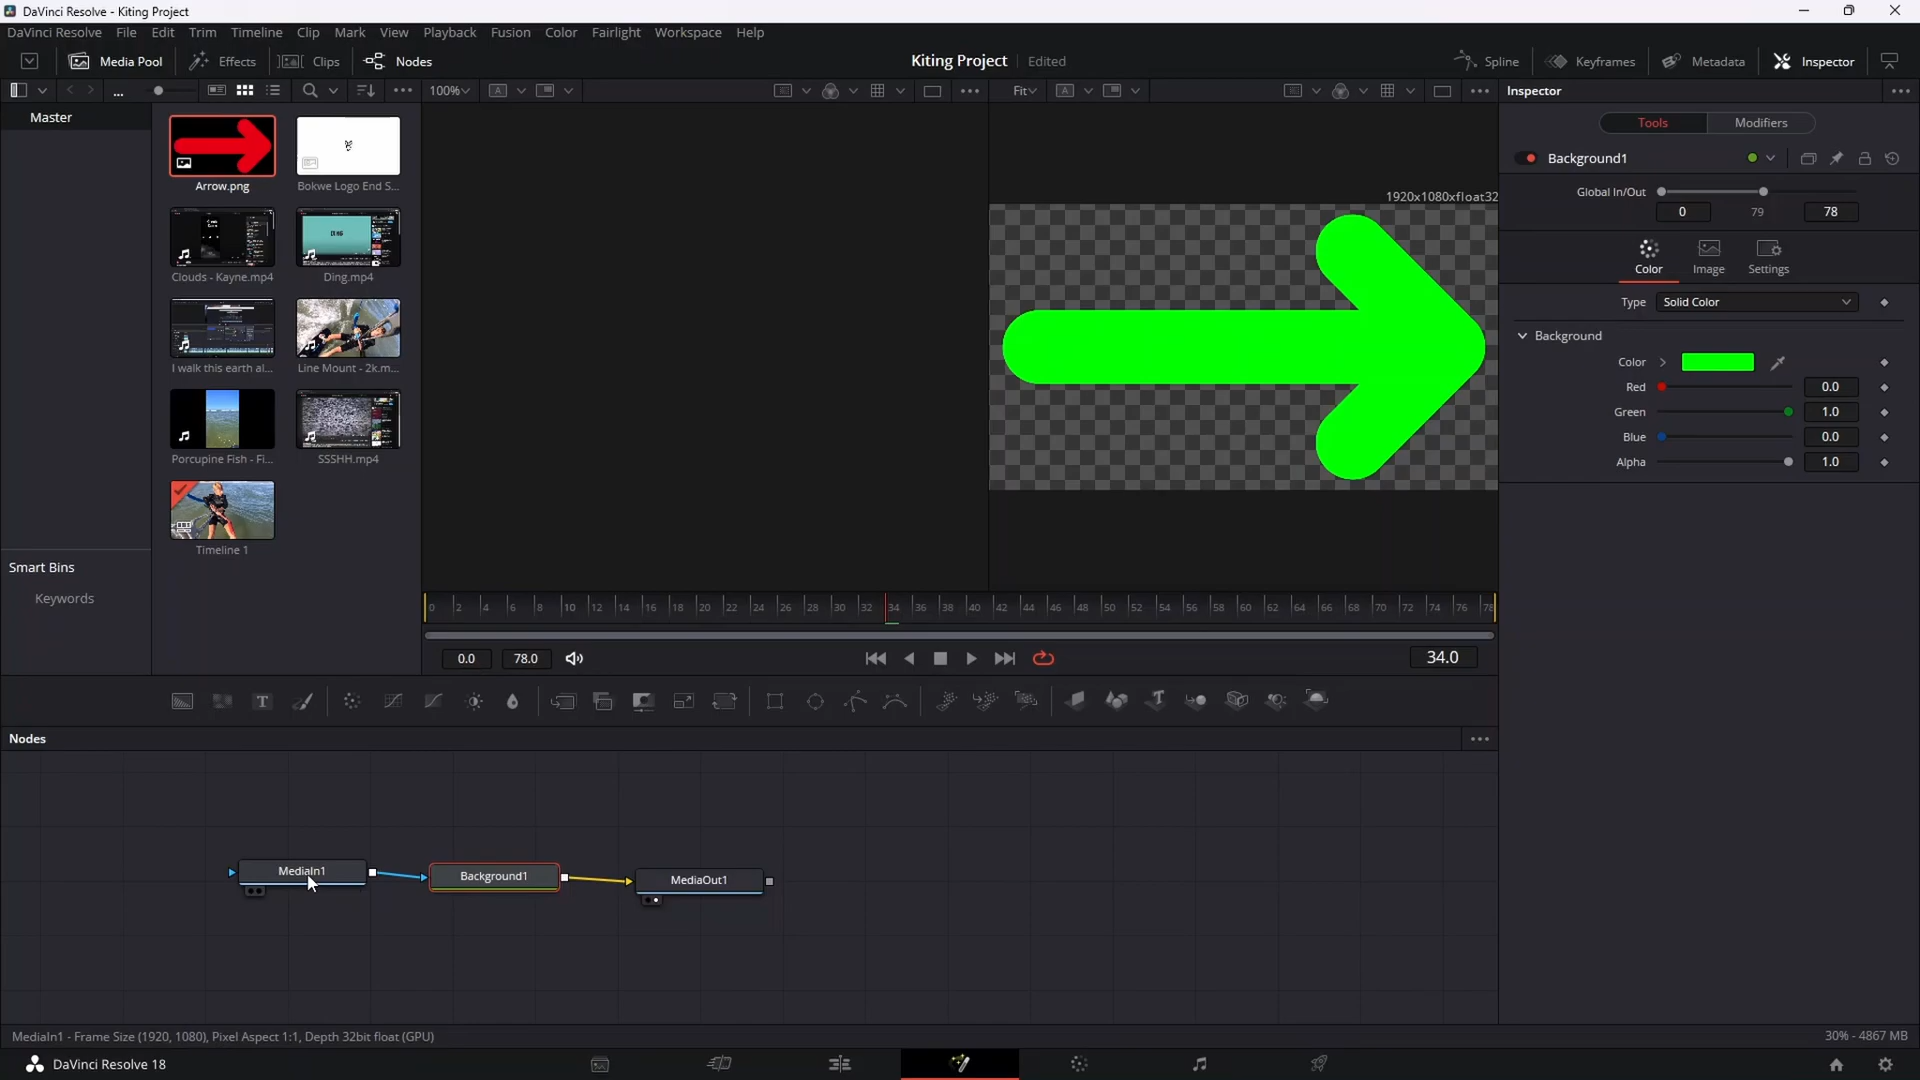 DaVinci Resolve - Kiting Project
DaVinci Resolve File Edit Trim Timeline Clip Mark View Playback Fusion Color Fairlight Workspace Help
Media Pool Effects Clips Nodes Kiting Project Edited Spline Keyframes Metadata Inspector
... 100% A Fit A Inspector
Master
Arrow.png
Bokwe Logo End S...
Clouds - Kayne.mp4
Ding.mp4
I walk this earth al...
Line Mount - 2k.m...
Porcupine Fish - Fi...
SSSHH.mp4
Timeline 1
Smart Bins
Keywords
1920x1080xfloat32
0 2 4 6 8 10 12 14 16 18 20 22 24 26 28 30 32 34 36 38 40 42 44 46 48 50 52 54 56 58 60 62 64 66 68 70 72 74 76 78
0.0 78.0 34.0
Tools Modifiers
Background1
Global In/Out
0 79 78
Color Image Settings
Type Solid Color
Background
Color
Red 0.0
Green 1.0
Blue 0.0
Alpha 1.0
T T
Nodes
MediaIn1 Background1 MediaOut1
MediaIn1 - Frame Size (1920, 1080), Pixel Aspect 1:1, Depth 32bit float (GPU)
30% - 4867 MB
DaVinci Resolve 18